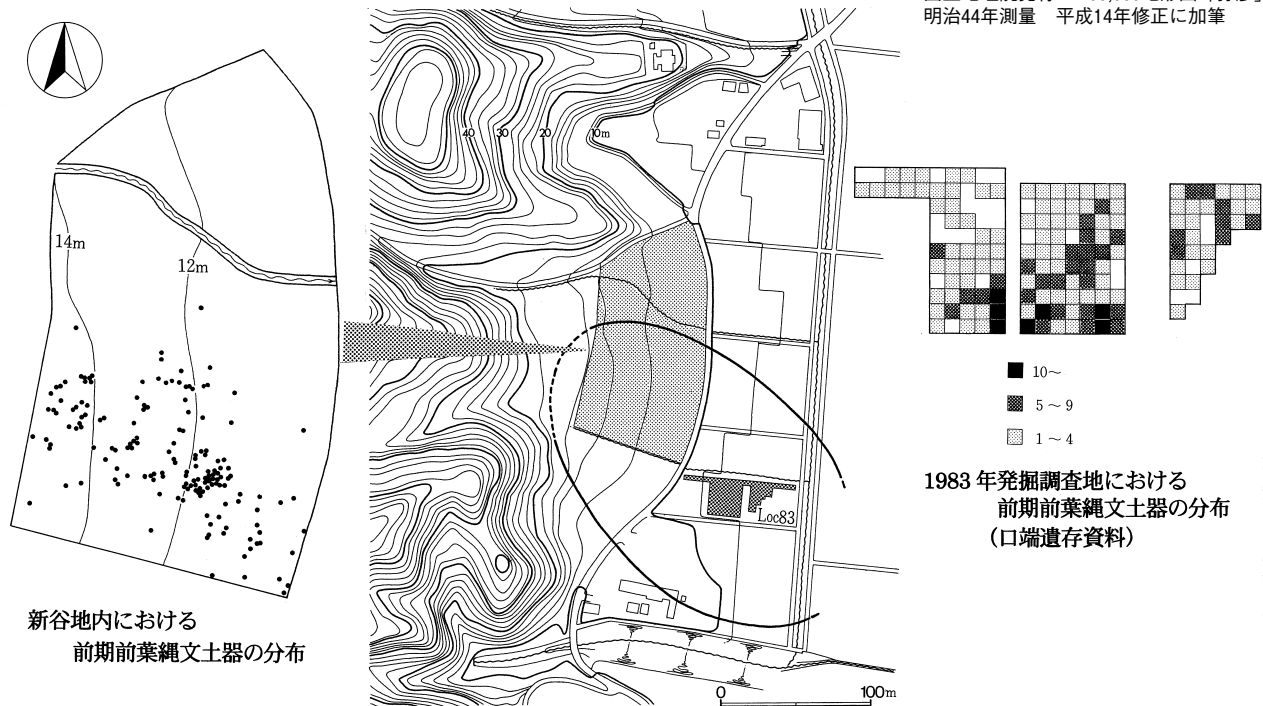 明治44年測量　平成14年修正に加筆
40
30
20
10m
14m
12m
Loc83
10～
5～9
1～4
1983年発掘調査地における
前期前葉縄文土器の分布
（口端遺存資料）
新谷地内における
前期前葉縄文土器の分布
0
100m